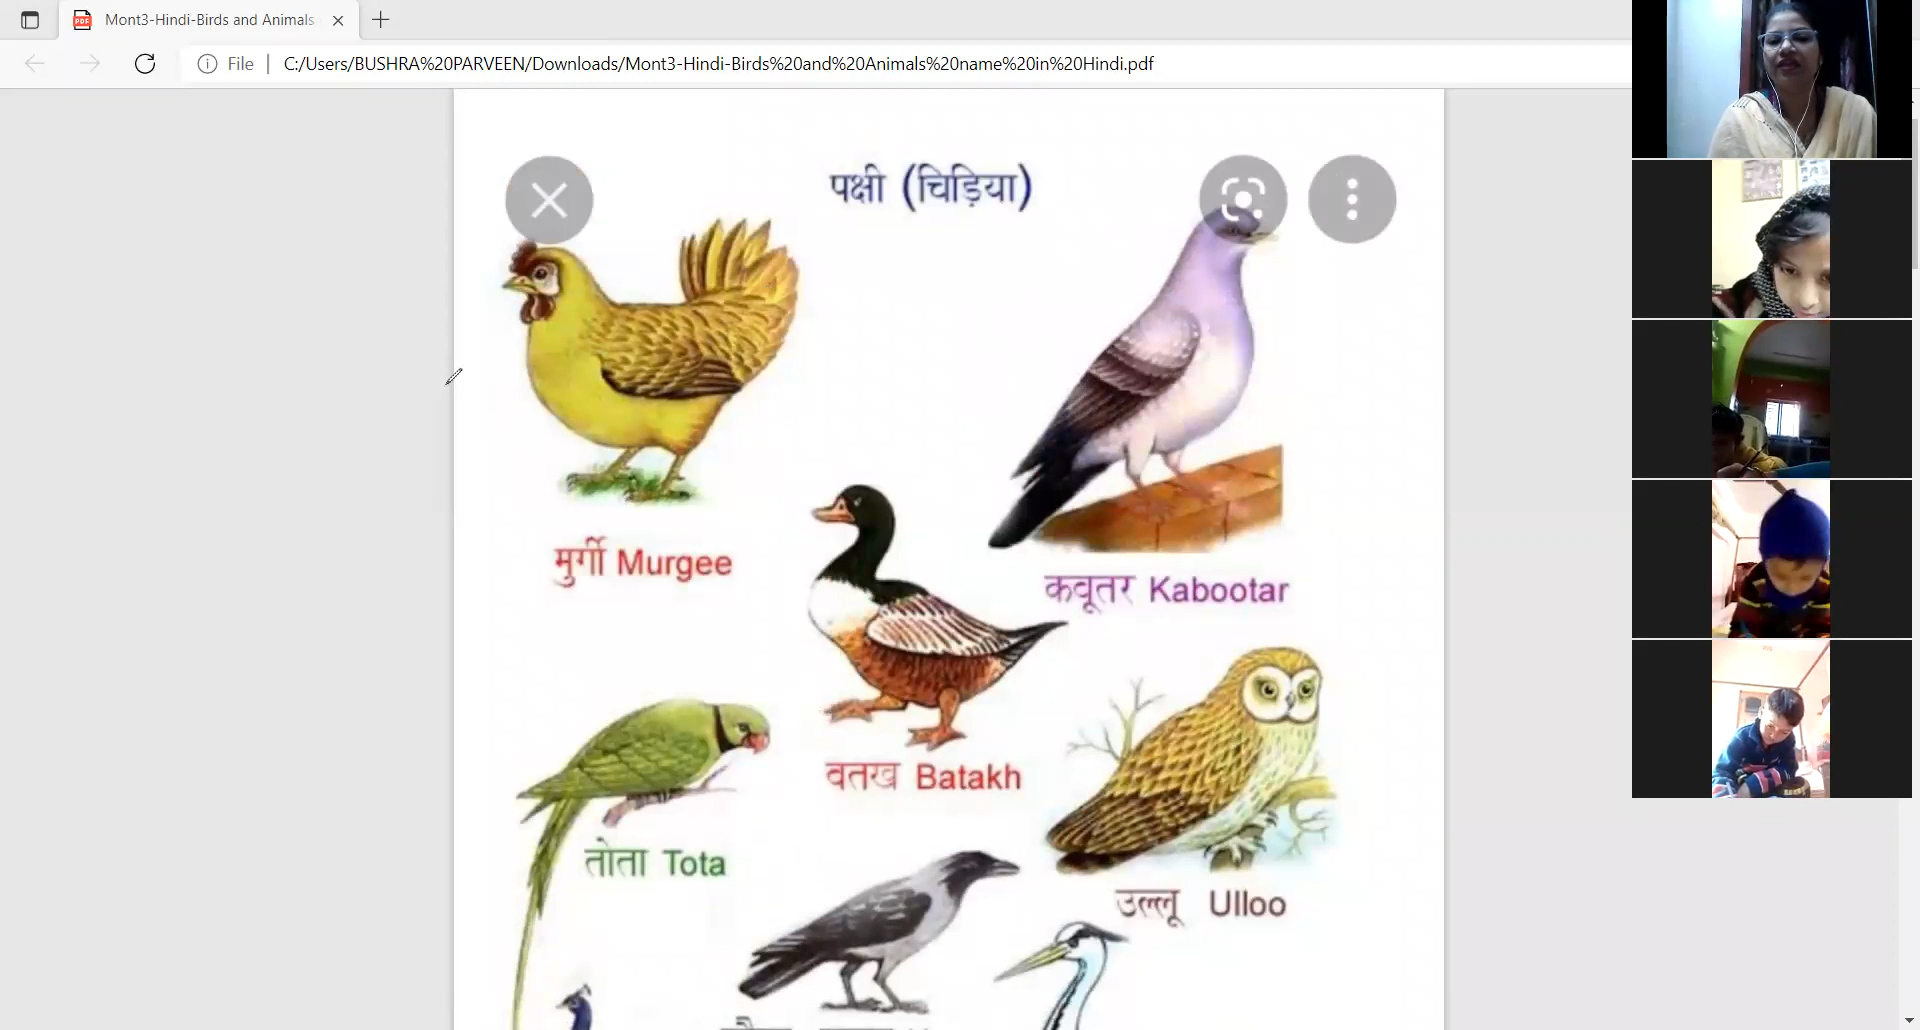 Mont3-Hindi-Birds and Animals
File
C:/Users/BUSHRA%20PARVEEN/Downloads/Mont3-Hindi-Birds%20and%20Animals%20name%20in%20Hindi.pdf
पक्षी (चिड़िया)
मुर्गी Murgee
कबूतर Kabootar
बतख Batakh
तोता Tota
उल्लू Ulloo